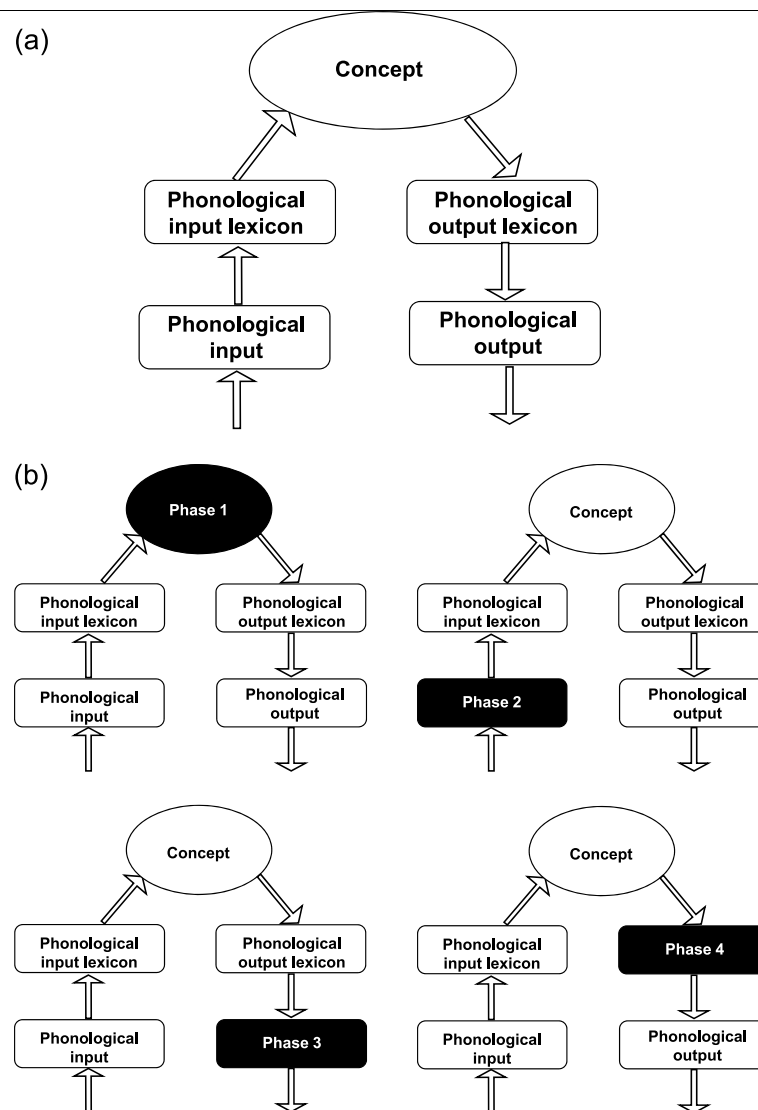 (a)
Concept
Phonological
input lexicon
Phonological
output lexicon
Phonological
input
Phonological
output
(b)
Phase 1
Phonological
input lexicon
Phonological
output lexicon
Phonological
input
Phonological
output
Concept
Phonological
input lexicon
Phonological
output lexicon
Phase 2
Phonological
output
Concept
Phonological
input lexicon
Phonological
output lexicon
Phonological
input
Phase 3
Concept
Phonological
input lexicon
Phase 4
Phonological
input
Phonological
output